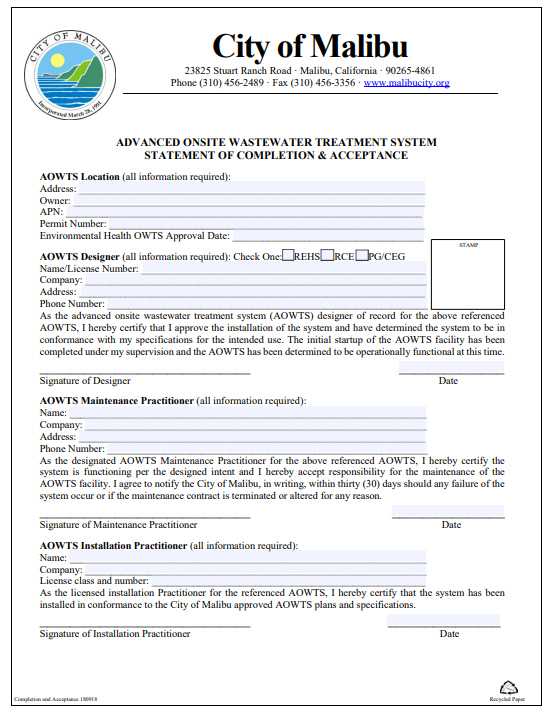 CITY OF MALIBU
Incorporated March 28, 1991
City of Malibu
23825 Stuart Ranch Road · Malibu, California · 90265-4861
Phone (310) 456-2489 · Fax (310) 456-3356 · www.malibucity.org
ADVANCED ONSITE WASTEWATER TREATMENT SYSTEM
STATEMENT OF COMPLETION & ACCEPTANCE
AOWTS Location (all information required):
Address:
Owner:
APN:
Permit Number:
Environmental Health OWTS Approval Date:
STAMP
AOWTS Designer (all information required): Check One: REHS RCE PG/CEG
Name/License Number:
Company:
Address:
Phone Number:
As the advanced onsite wastewater treatment system (AOWTS) designer of record for the above referenced
AOWTS, I hereby certify that I approve the installation of the system and have determined the system to be in
conformance with my specifications for the intended use. The initial startup of the AOWTS facility has been
completed under my supervision and the AOWTS has been determined to be operationally functional at this time.
Signature of Designer Date
AOWTS Maintenance Practitioner (all information required):
Name:
Company:
Address:
Phone Number:
As the designated AOWTS Maintenance Practitioner for the above referenced AOWTS, I hereby certify the
system is functioning per the designed intent and I hereby accept responsibility for the maintenance of the
AOWTS facility. I agree to notify the City of Malibu, in writing, within thirty (30) days should any failure of the
system occur or if the maintenance contract is terminated or altered for any reason.
Signature of Maintenance Practitioner Date
AOWTS Installation Practitioner (all information required):
Name:
Company:
License class and number:
As the licensed installation Practitioner for the referenced AOWTS, I hereby certify that the system has been
installed in conformance to the City of Malibu approved AOWTS plans and specifications.
Signature of Installation Practitioner Date
Completion and Acceptance 180918 Recycled Paper